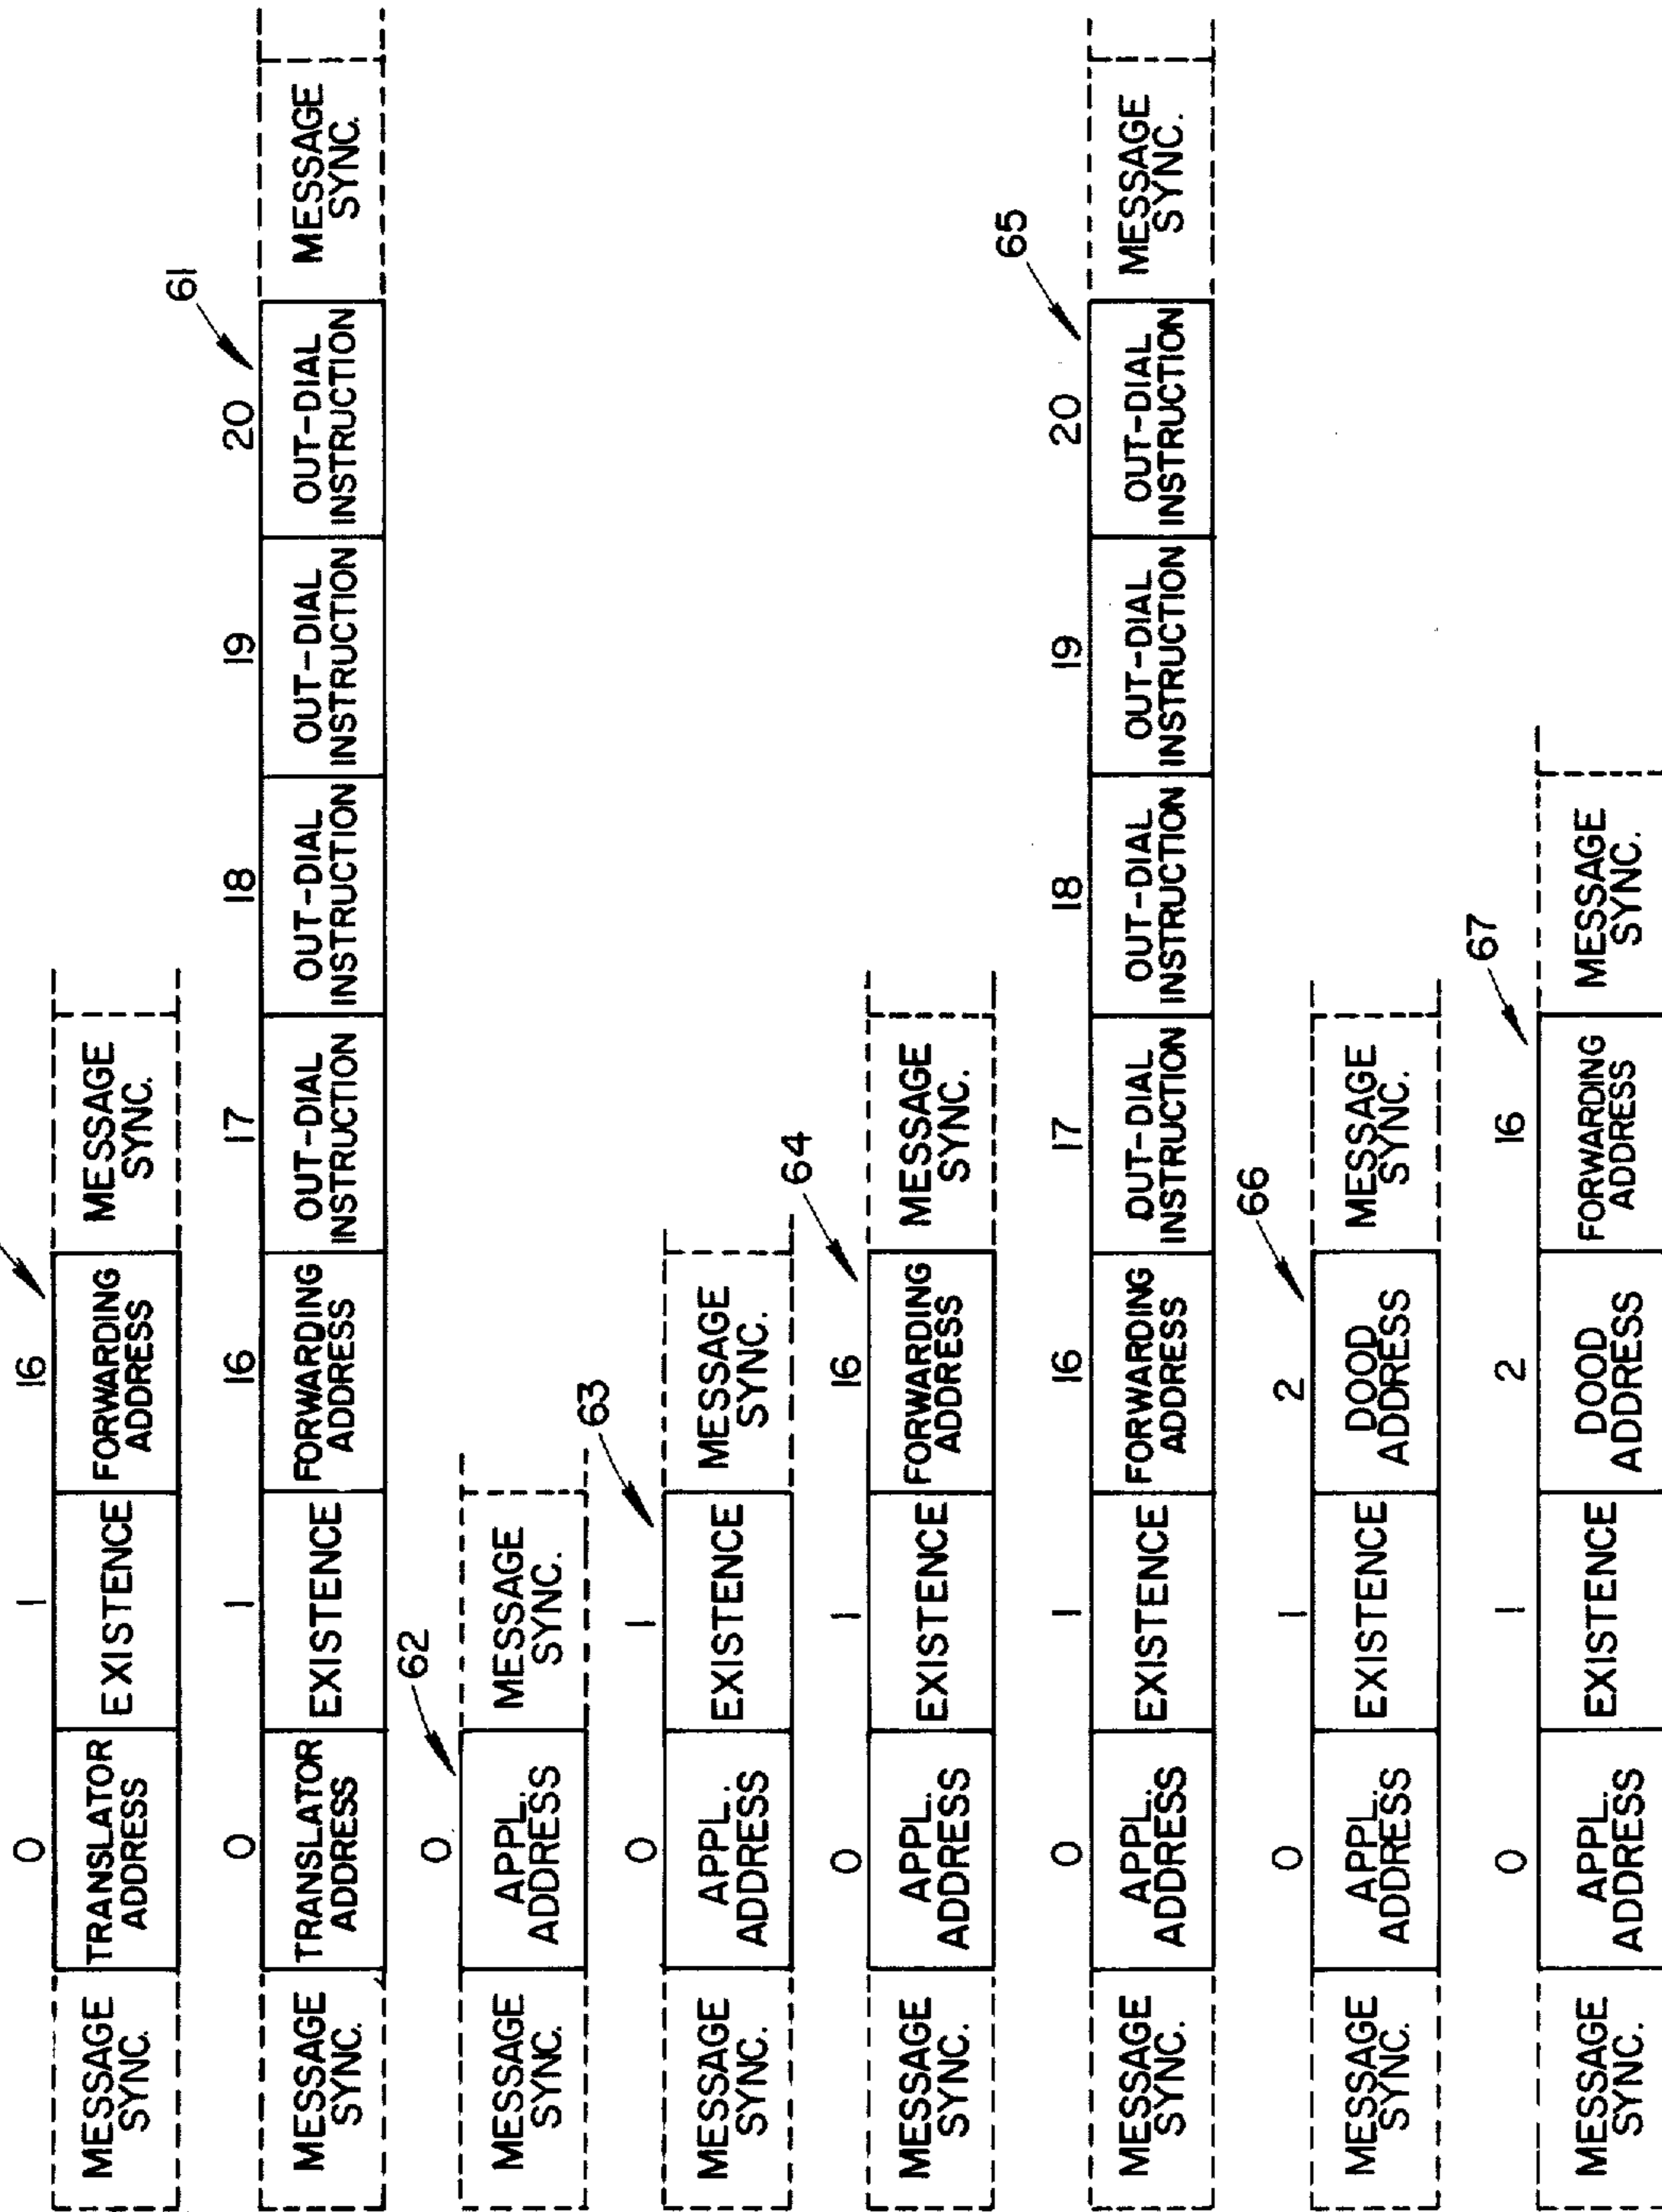 0 1 16
MESSAGE SYNC. TRANSLATOR ADDRESS EXISTENCE FORWARDING ADDRESS MESSAGE SYNC.
61
0 1 16 17 18 19 20
MESSAGE SYNC. TRANSLATOR ADDRESS EXISTENCE FORWARDING ADDRESS OUT-DIAL INSTRUCTION OUT-DIAL INSTRUCTION OUT-DIAL INSTRUCTION OUT-DIAL INSTRUCTION MESSAGE SYNC.
62
0
MESSAGE SYNC. APPL. ADDRESS MESSAGE SYNC.
63
0 1
MESSAGE SYNC. APPL. ADDRESS EXISTENCE MESSAGE SYNC.
64
0 1 16
MESSAGE SYNC. APPL. ADDRESS EXISTENCE FORWARDING ADDRESS MESSAGE SYNC.
65
0 1 16 17 18 19 20
MESSAGE SYNC. APPL. ADDRESS EXISTENCE FORWARDING ADDRESS OUT-DIAL INSTRUCTION OUT-DIAL INSTRUCTION OUT-DIAL INSTRUCTION OUT-DIAL INSTRUCTION MESSAGE SYNC.
66
0 1 2
MESSAGE SYNC. APPL. ADDRESS EXISTENCE DOOD ADDRESS MESSAGE SYNC.
67
0 1 2 16
MESSAGE SYNC. APPL. ADDRESS EXISTENCE DOOD ADDRESS FORWARDING ADDRESS MESSAGE SYNC.